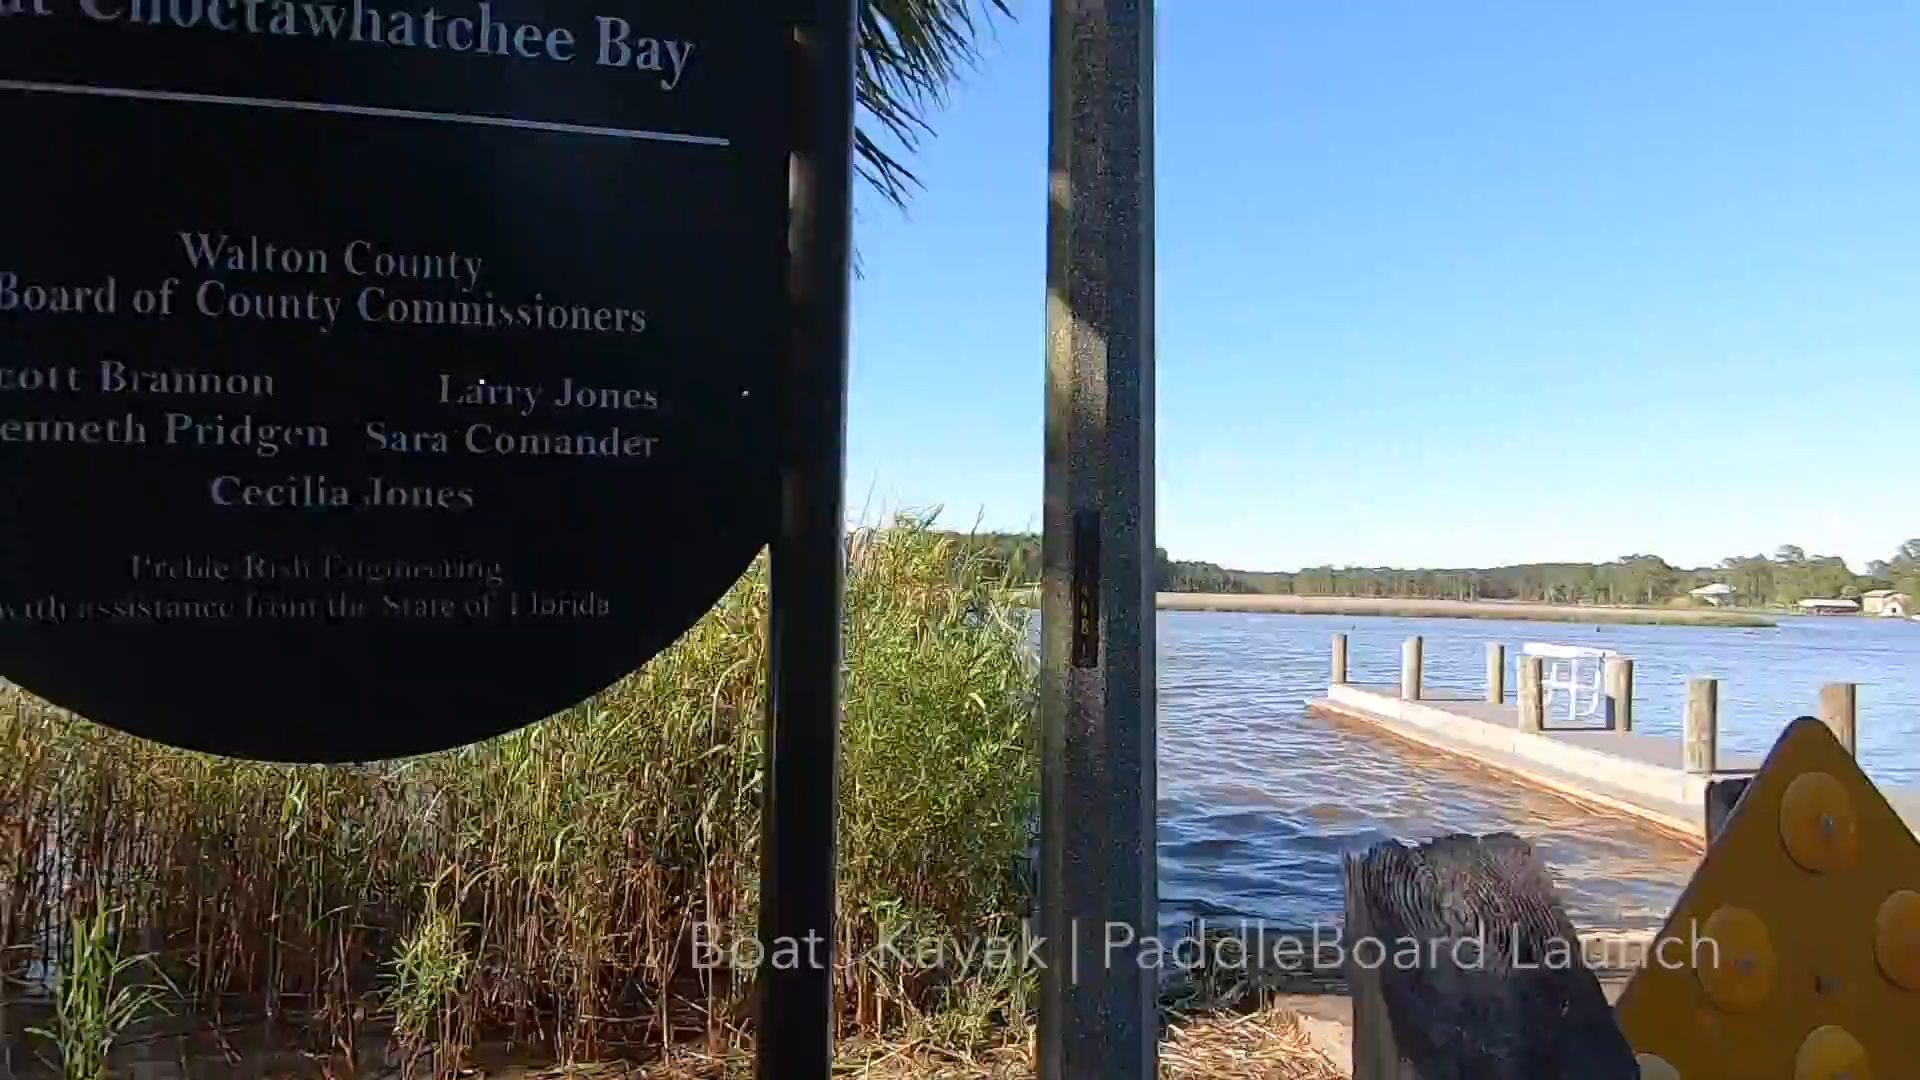 Choctawhatchee Bay
Walton County
Board of County Commissioners
cott Brannon Larry Jones
enneth Pridgen Sara Comander
Cecilia Jones
Preble Rish Engineering
with assistance from the State of Florida
Boat | Kayak | PaddleBoard Launch